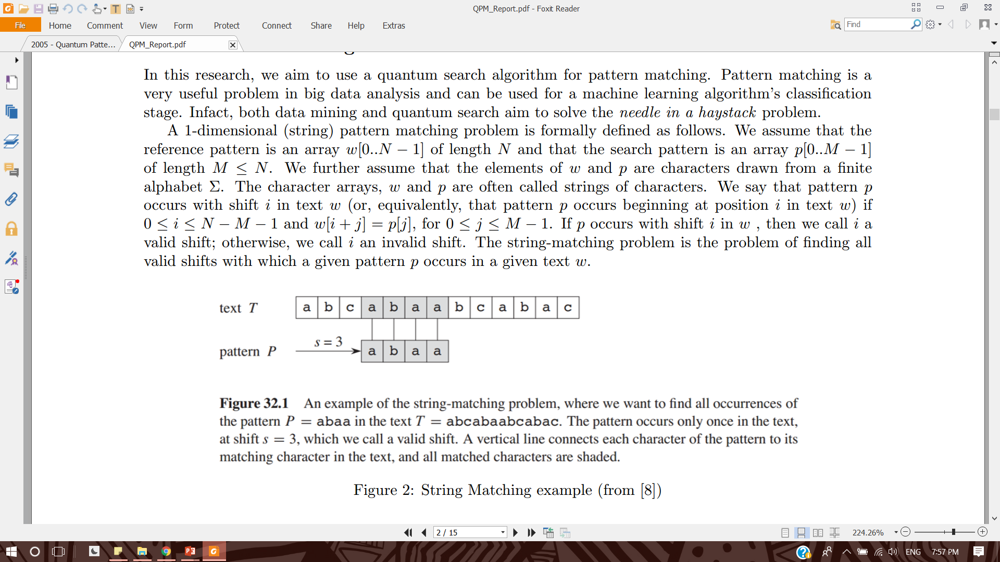 QPM_Report.pdf - Foxit Reader
File Home Comment View Form Protect Connect Share Help Extras Find
2005 - Quantum Patte... QPM_Report.pdf
In this research, we aim to use a quantum search algorithm for pattern matching. Pattern matching is a
very useful problem in big data analysis and can be used for a machine learning algorithm's classification
stage. Infact, both data mining and quantum search aim to solve the needle in a haystack problem.
A 1-dimensional (string) pattern matching problem is formally defined as follows. We assume that the
reference pattern is an array w[0..N − 1] of length N and that the search pattern is an array p[0..M − 1]
of length M ≤ N. We further assume that the elements of w and p are characters drawn from a finite
alphabet Σ. The character arrays, w and p are often called strings of characters. We say that pattern p
occurs with shift i in text w (or, equivalently, that pattern p occurs beginning at position i in text w) if
0 ≤ i ≤ N − M − 1 and w[i + j] = p[j], for 0 ≤ j ≤ M − 1. If p occurs with shift i in w , then we call i a
valid shift; otherwise, we call i an invalid shift. The string-matching problem is the problem of finding all
valid shifts with which a given pattern p occurs in a given text w.
text T a b c a b a a b c a b a c
s = 3
pattern P a b a a
Figure 32.1 An example of the string-matching problem, where we want to find all occurrences of
the pattern P = abaa in the text T = abcabaabcabac. The pattern occurs only once in the text,
at shift s = 3, which we call a valid shift. A vertical line connects each character of the pattern to its
matching character in the text, and all matched characters are shaded.
Figure 2: String Matching example (from [8])
2 / 15 224.26%
ENG 7:57 PM